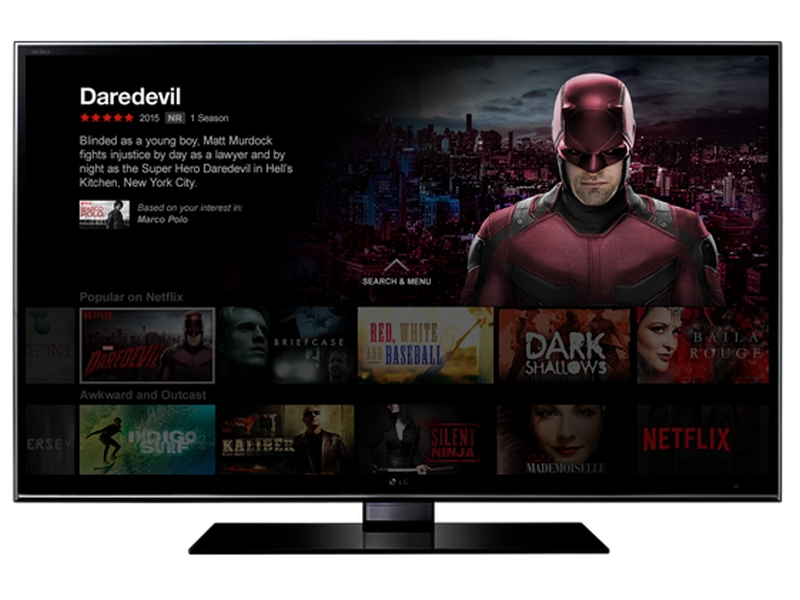 Daredevil
2015 NR 1 Season
Blinded as a young boy, Matt Murdock
fights injustice by day as a lawyer and by
night as the Super Hero Daredevil in Hell's
Kitchen, New York City.
Based on your interest in:
Marco Polo
SEARCH & MENU
Popular on Netflix
NETFLIX
DAREDEVIL
BRIEFCASE
RED, WHITE
AND BASEBALL
DARK
SHALLOWS
BAILA
ROUGE
Awkward and Outcast
ERSE
INDIGO
SURF
KALIBER
SILENT
NINJA
MADEMOISELLE
NETFLIX
LG